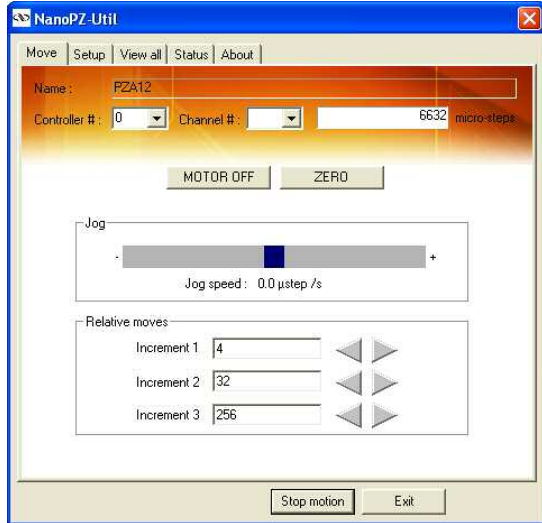 NanoPZ-Util
Move Setup View all Status About
Name : PZA12
Controller # : 0 Channel # : 6632 micro-steps
MOTOR OFF ZERO
Jog
- +
Jog speed : 0.0 µstep /s
Relative moves
Increment 1 4
Increment 2 32
Increment 3 256
Stop motion Exit